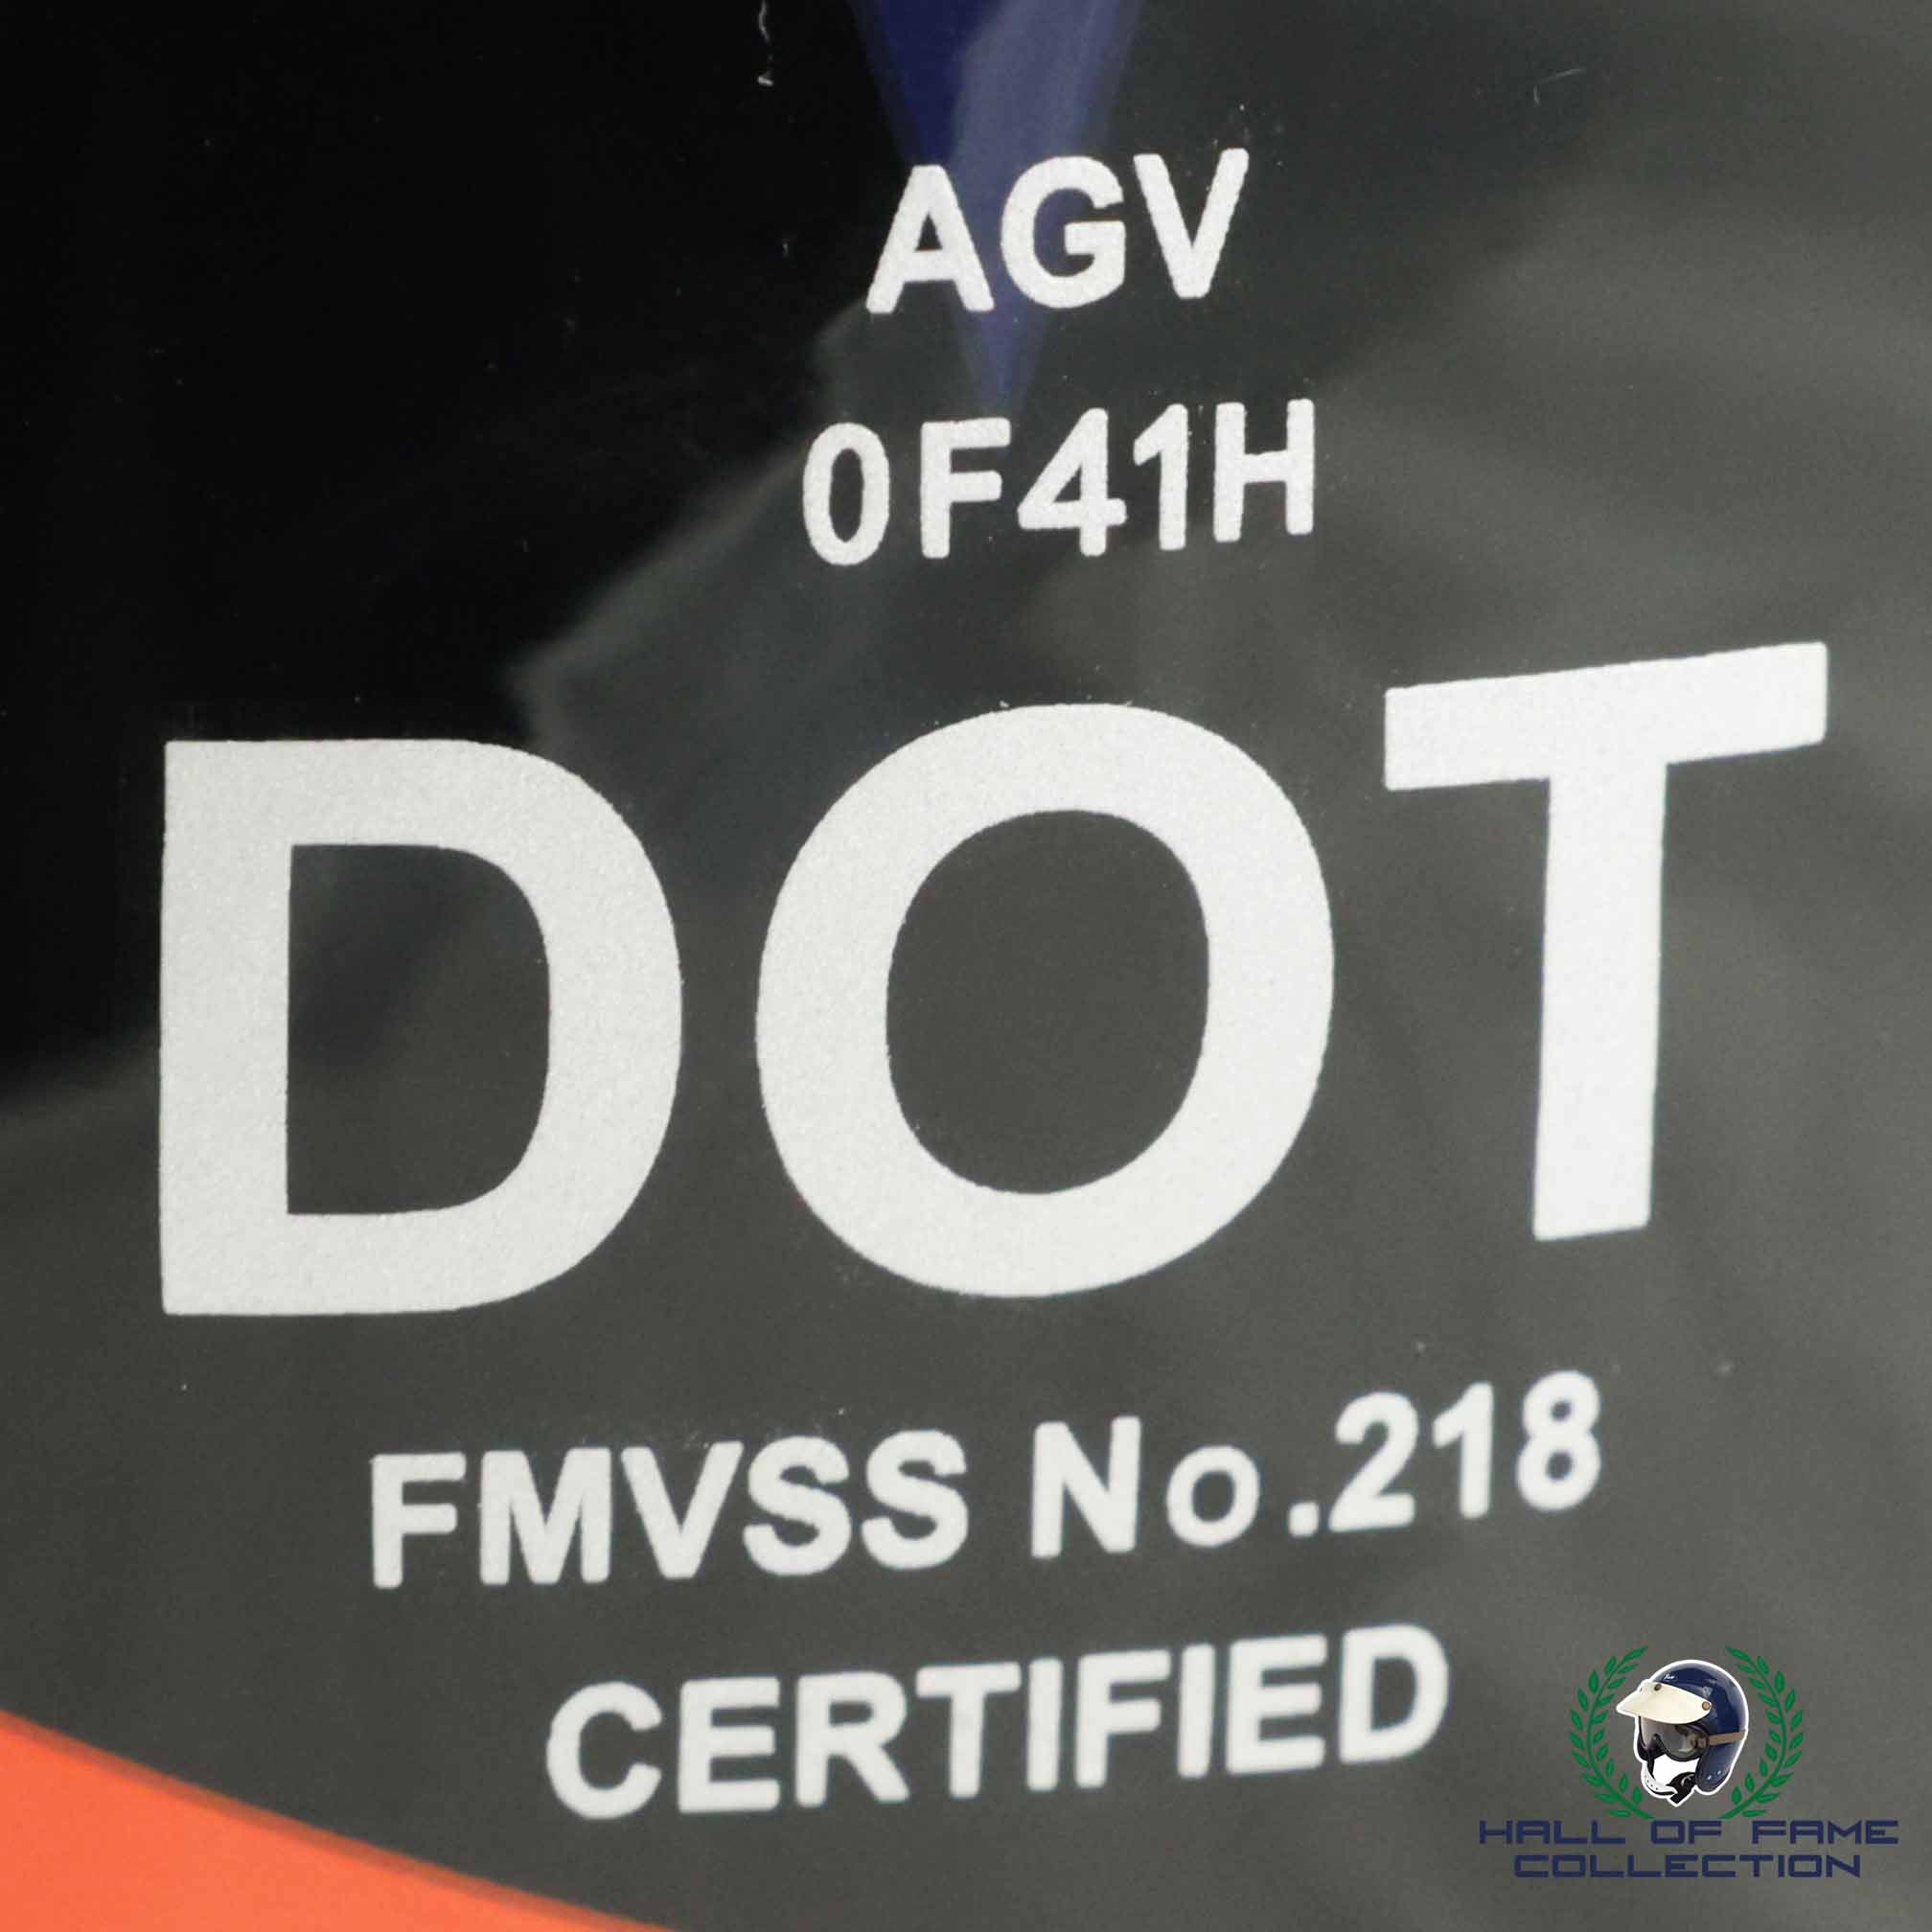 AGV
0F41H
DOT
FMVSS No.218
CERTIFIED
HALL OF FAME
COLLECTION